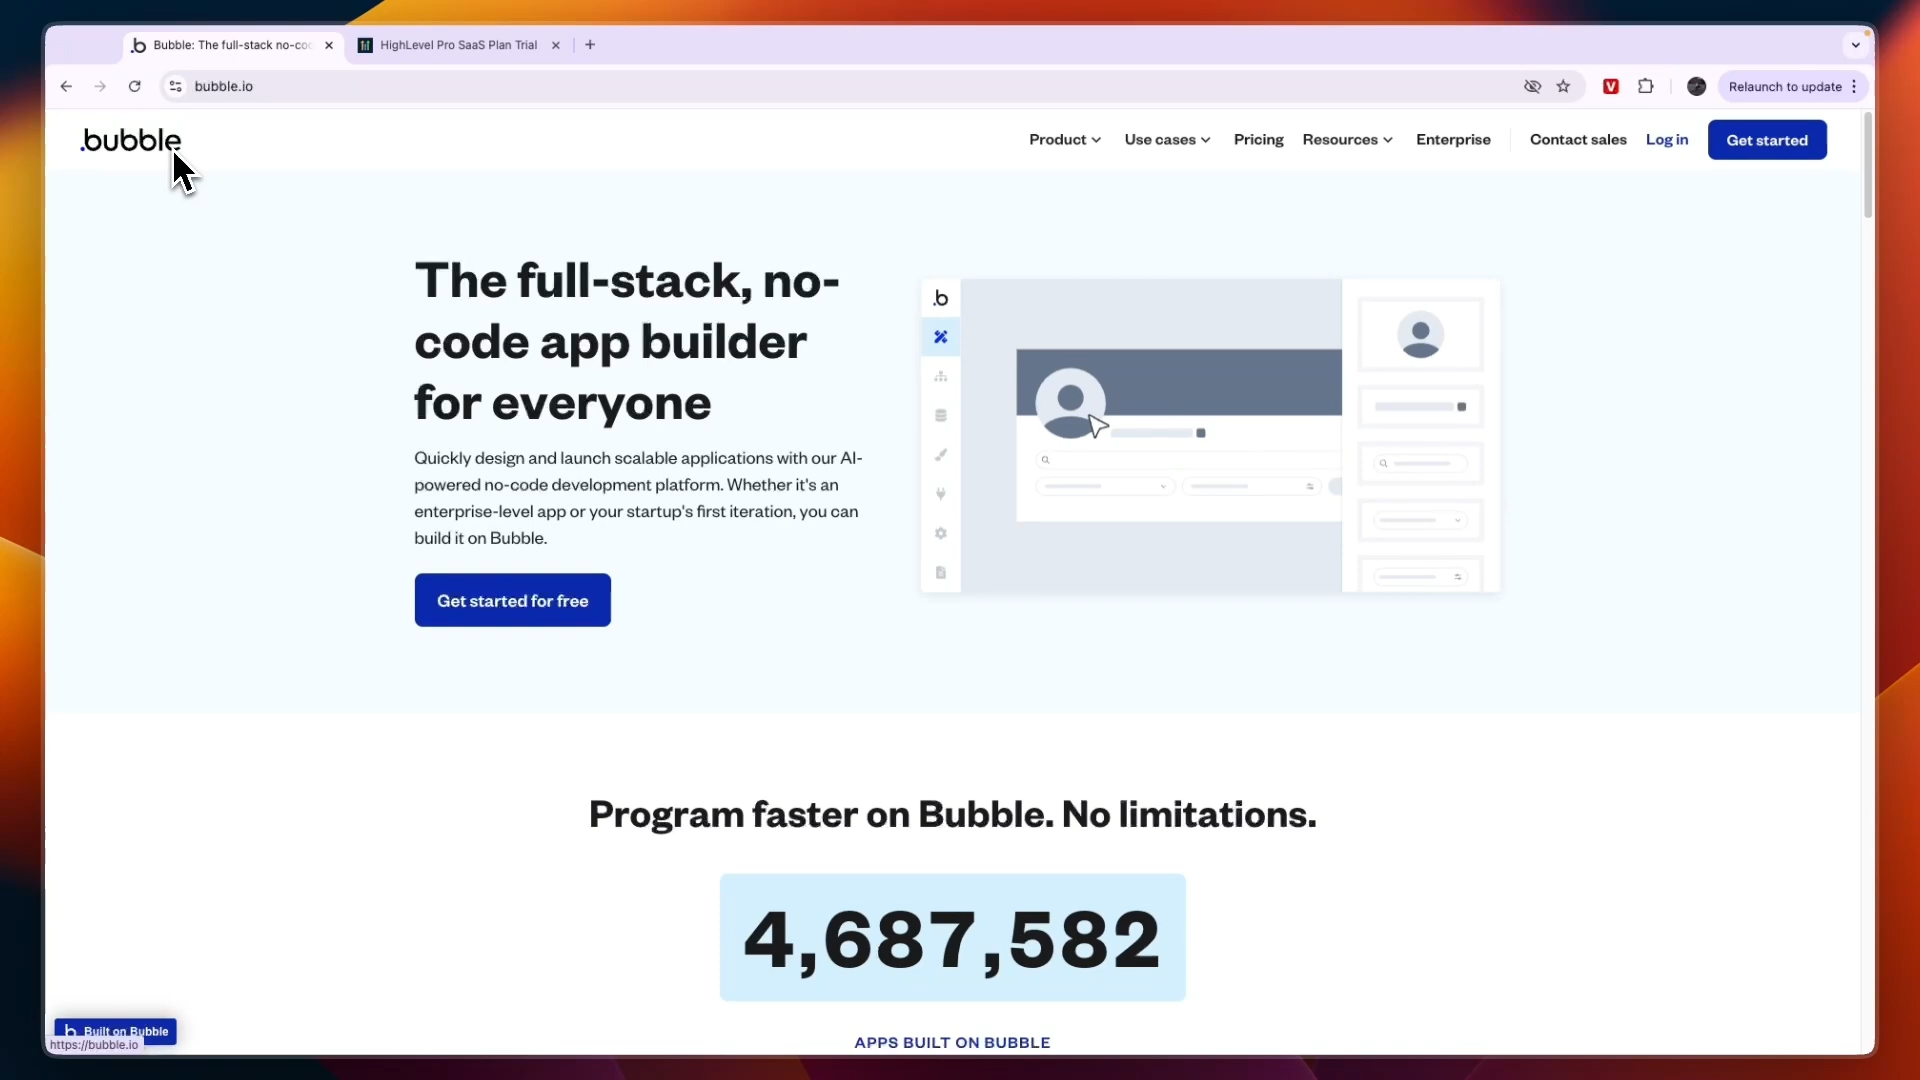 Bubble: The full-stack no-co
HighLevel Pro SaaS Plan Trial
bubble.io
Relaunch to update
.bubble
Product
Use cases
Pricing
Resources
Enterprise
Contact sales
Log in
Get started
The full-stack, no-
code app builder
for everyone
Quickly design and launch scalable applications with our AI-
powered no-code development platform. Whether it's an
enterprise-level app or your startup's first iteration, you can
build it on Bubble.
Get started for free
.b
Program faster on Bubble. No limitations.
4,687,582
APPS BUILT ON BUBBLE
Built on Bubble
https://bubble.io